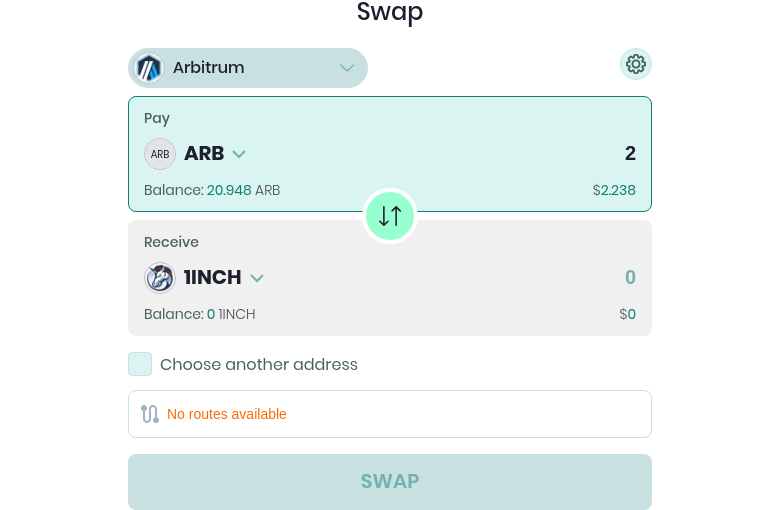 Swap
Arbitrum
Pay
ARB ARB 2
Balance: 20.948 ARB $2.238
Receive
1INCH 0
Balance: 0 1INCH $0
Choose another address
No routes available
SWAP